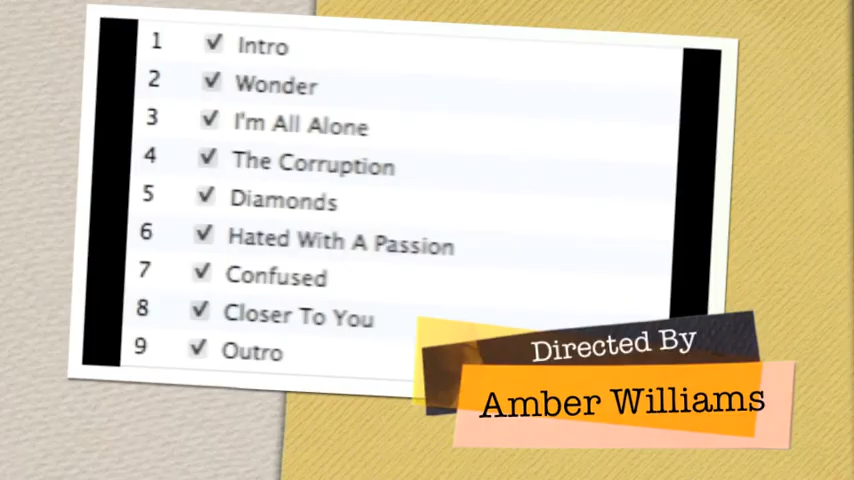 1 ✓ Intro
2 ✓ Wonder
3 ✓ I'm All Alone
4 ✓ The Corruption
5 ✓ Diamonds
6 ✓ Hated With A Passion
7 ✓ Confused
8 ✓ Closer To You
9 ✓ Outro
Directed By
Amber Williams